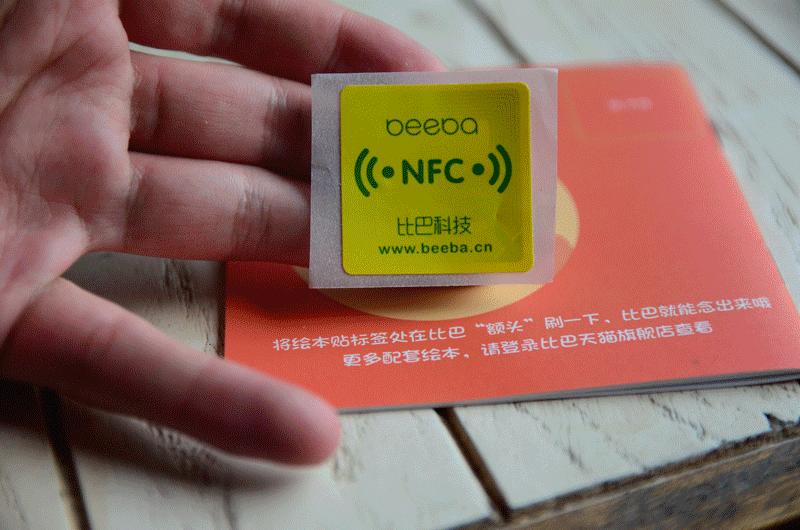 beeba
NFC
比巴科技
www.beeba.cn
将绘本贴标签处在比巴“额头”刷一下，比巴就能念出来哦
更多配套绘本，请登录比巴天猫旗舰店查看